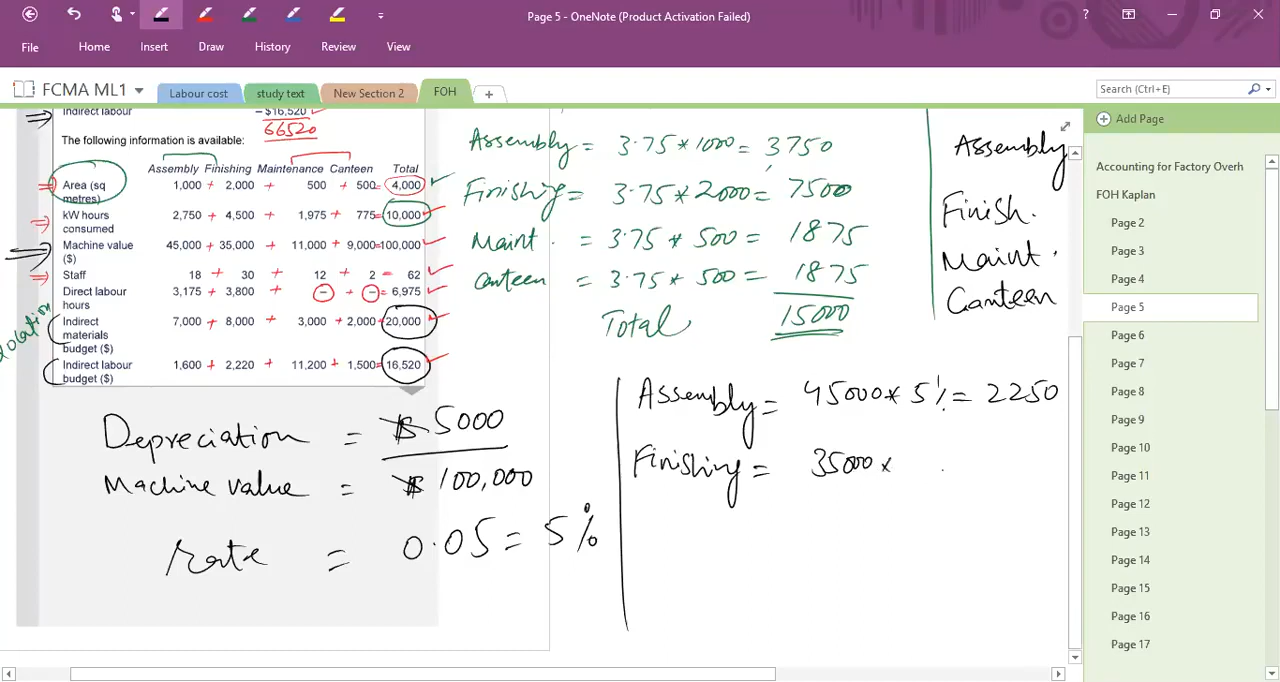 Page 5 - OneNote (Product Activation Failed)
?
File Home Insert Draw History Review View
FCMA ML1
Labour cost study text New Section 2 FOH +
Search (Ctrl+E)
Indirect labour – $16,520
66520
The following information is available:
Assembly Finishing Maintenance Canteen Total
Area (sq metres) 1,000 + 2,000 + 500 + 500 = 4,000
kW hours consumed 2,750 + 4,500 + 1,975 + 775 = 10,000
Machine value ($) 45,000 + 35,000 + 11,000 + 9,000 = 100,000
Staff 18 + 30 + 12 + 2 = 62
Direct labour hours 3,175 + 3,800 + – + – = 6,975
Indirect materials budget ($) 7,000 + 8,000 + 3,000 + 2,000 20,000
Indirect labour budget ($) 1,600 + 2,220 + 11,200 + 1,500 = 16,520
Assembly = 3.75 * 1000 = 3750
Finishing = 3.75 * 2000 = 7500
Maint. = 3.75 * 500 = 1875
Canteen = 3.75 * 500 = 1875
Total 15000
Assembly
Finish.
Maint.
Canteen
Depreciation = $ 5000
Machine value = $ 100,000
rate = 0.05 = 5%
Assembly = 45000 * 5% = 2250
Finishing = 35000 *
Add Page
Accounting for Factory Overh
FOH Kaplan
Page 2
Page 3
Page 4
Page 5
Page 6
Page 7
Page 8
Page 9
Page 10
Page 11
Page 12
Page 13
Page 14
Page 15
Page 16
Page 17